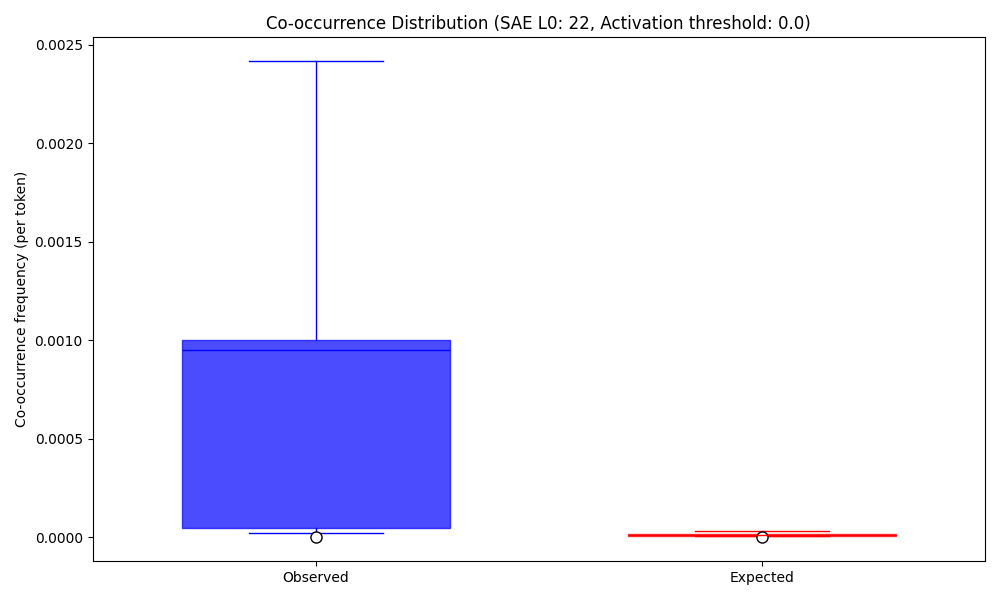 Co-occurrence Distribution (SAE L0: 22, Activation threshold: 0.0)
Co-occurrence frequency (per token)
0.0025
0.0020
0.0015
0.0010
0.0005
0.0000
Observed
Expected